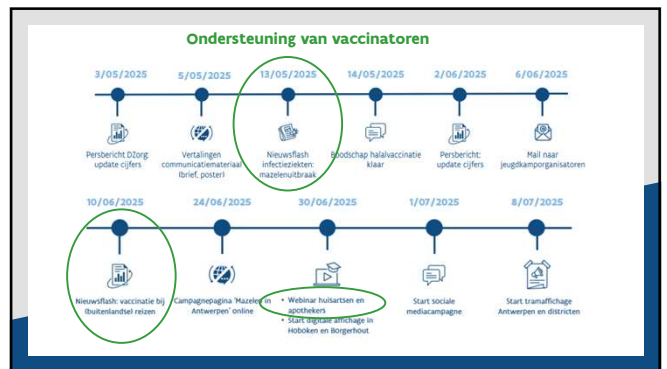 Ondersteuning van vaccinatoren
3/05/2025
5/05/2025
13/05/2025
14/05/2025
2/06/2025
6/06/2025
Persbericht DZorg:
update cijfers
Vertalingen
communicatiemateriaal
(brief, poster)
Nieuwsflash
infectieziekten:
mazelenuitbraak
Boodschap halalvaccinatie
klaar
Persbericht:
update cijfers
Mail naar
jeugdkamporganisatoren
10/06/2025
24/06/2025
30/06/2025
1/07/2025
8/07/2025
Nieuwsflash: vaccinatie bij
(buitenlandse) reizen
Campagnepagina 'Mazelen in
Antwerpen' online
• Webinar huisartsen en
apothekers
• Start digitale affichage in
Hoboken en Borgerhout
Start sociale
mediacampagne
Start tramaffichage
Antwerpen en districten